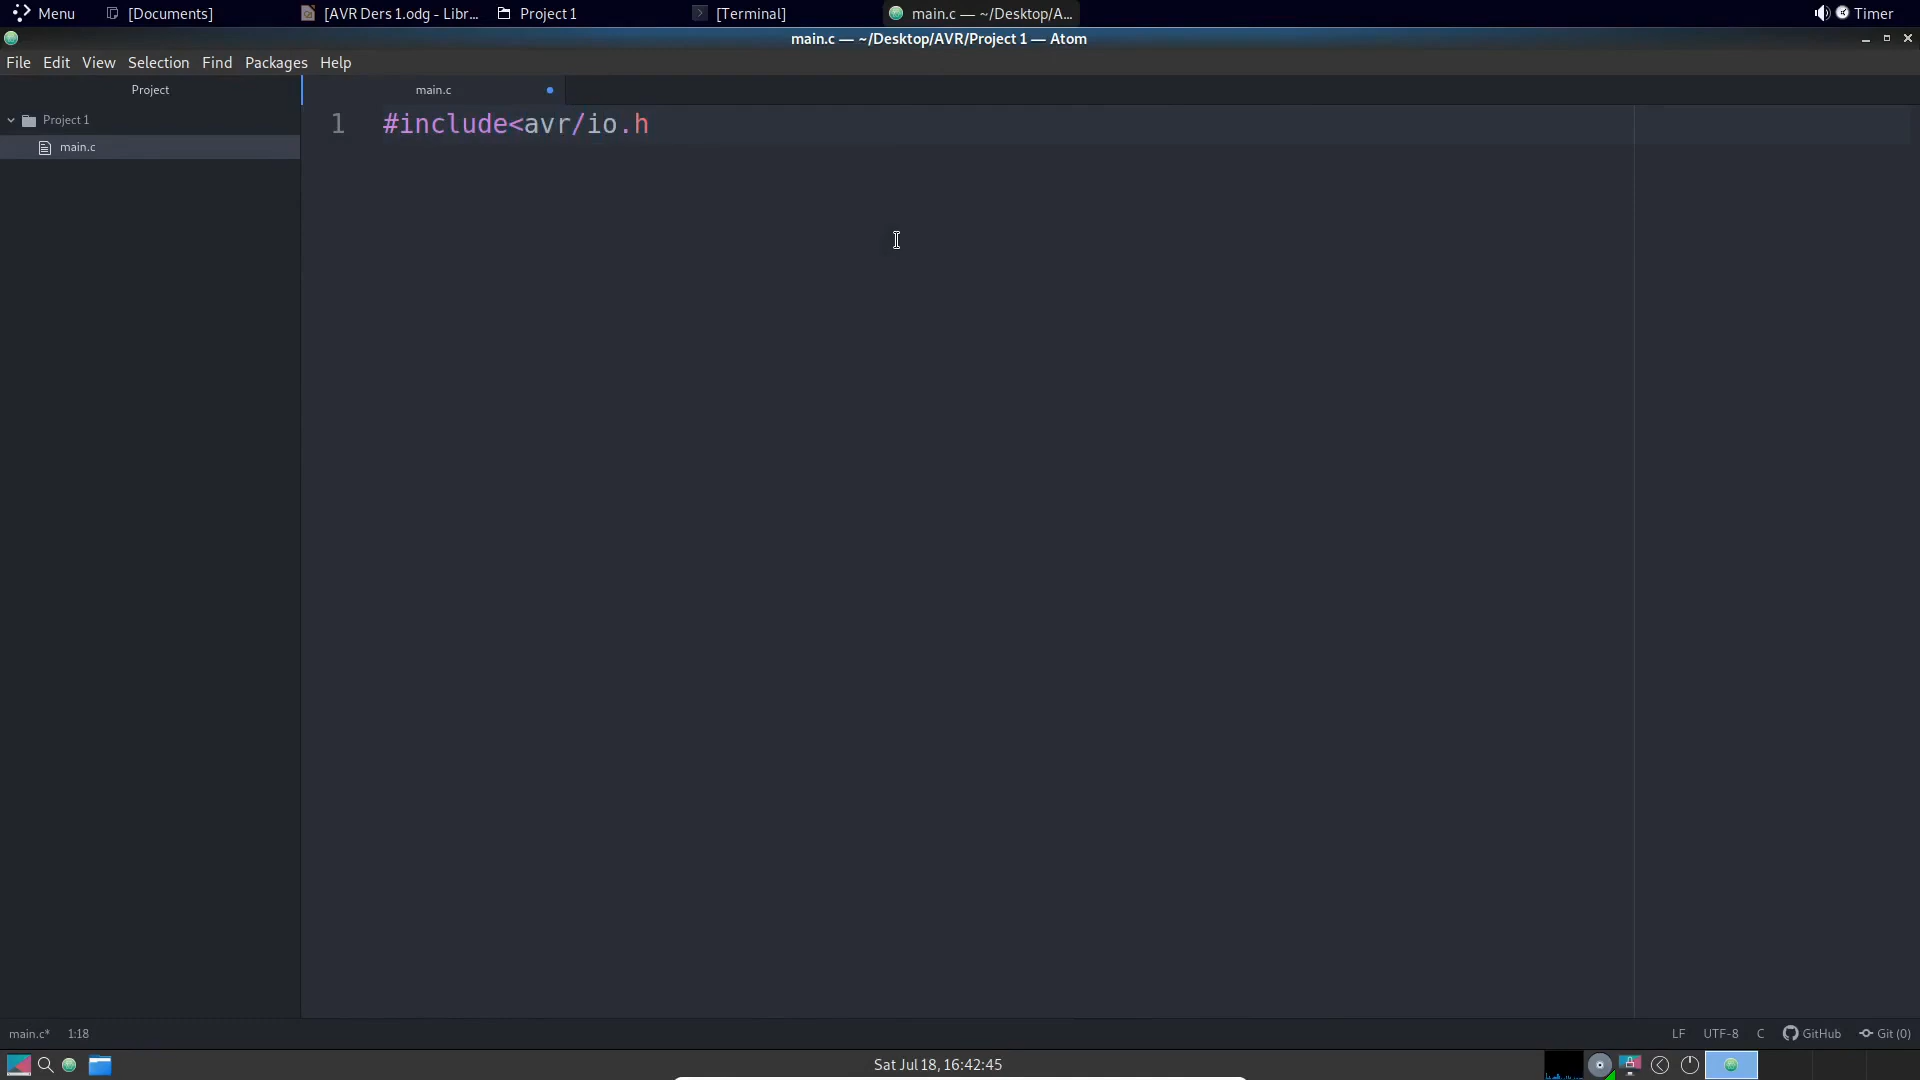 Menu [Documents] [AVR Ders 1.odg - Libr... Project 1 [Terminal] main.c — ~/Desktop/A... Timer
main.c — ~/Desktop/AVR/Project 1 — Atom
File Edit View Selection Find Packages Help
Project main.c
Project 1
main.c
1 #include<avr/io.h
main.c* 1:18 LF UTF-8 C GitHub Git (0)
Sat Jul 18, 16:42:45